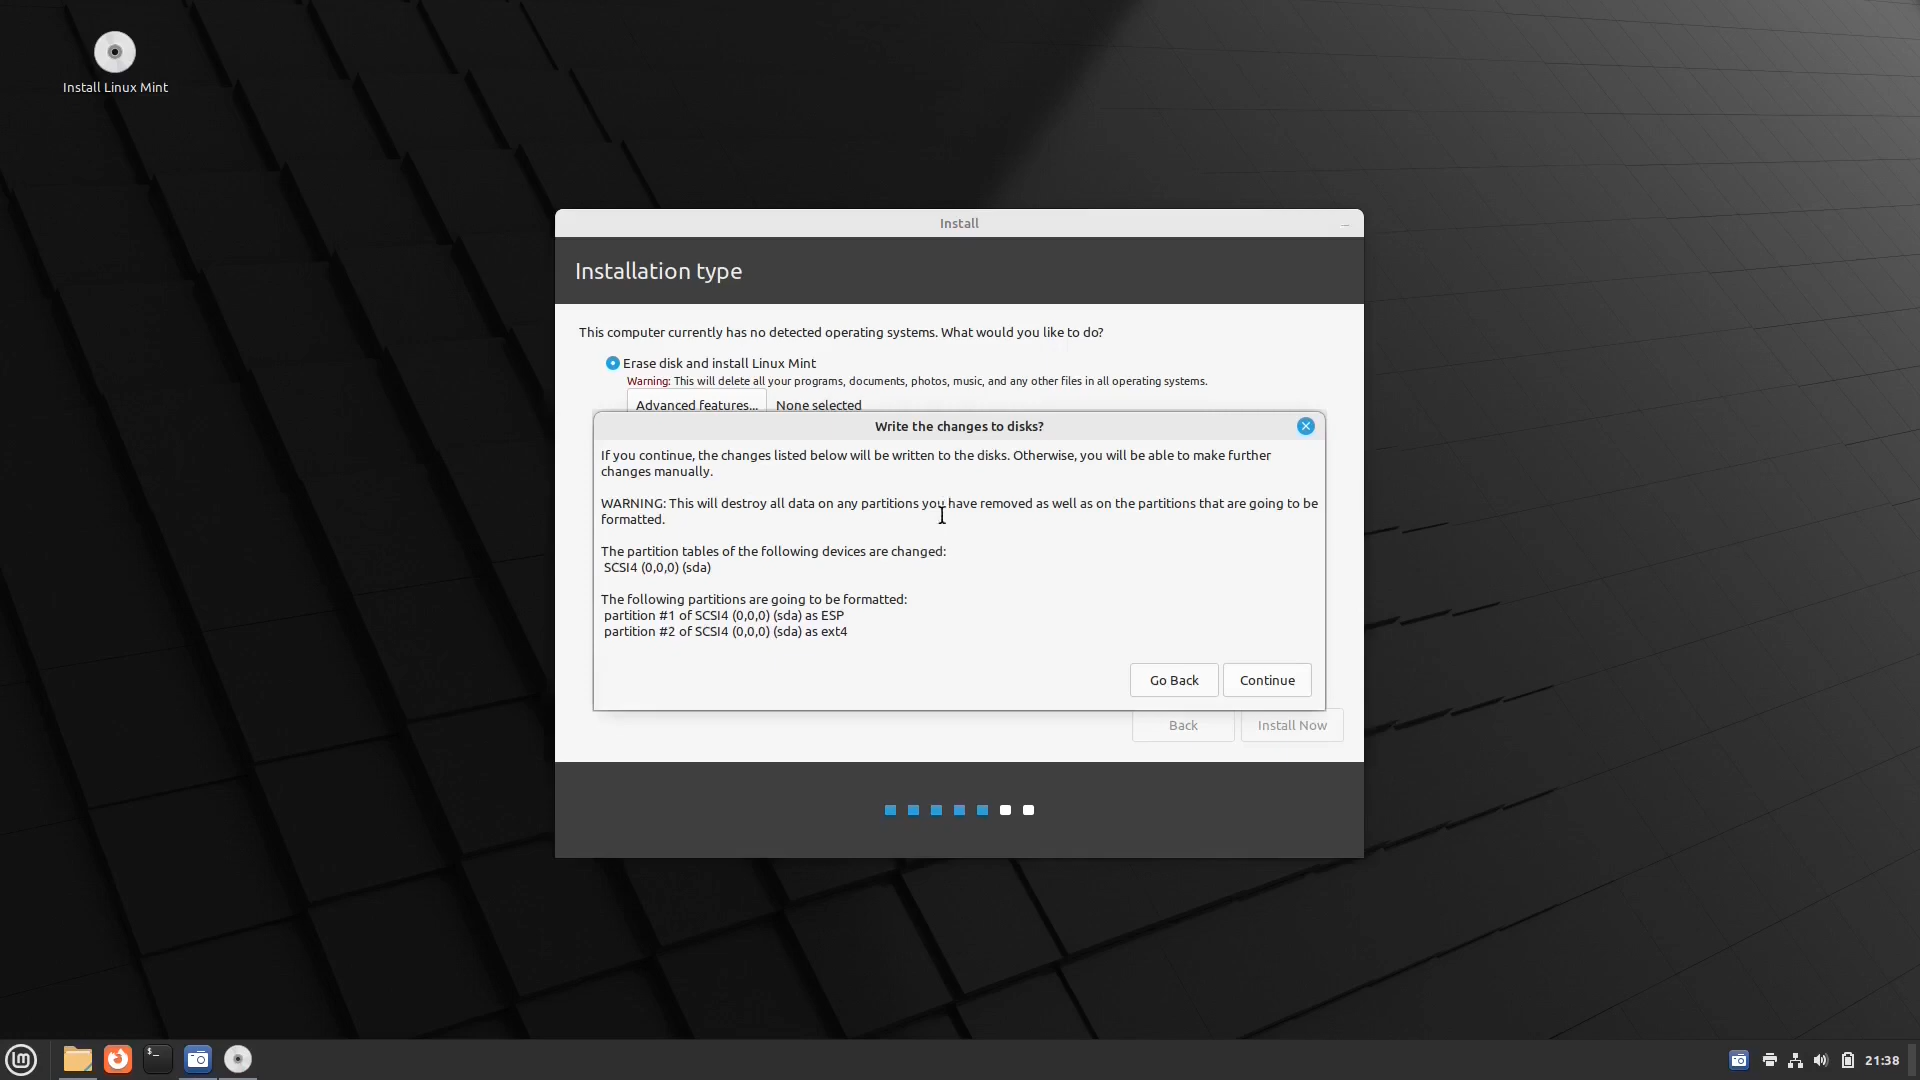 Install Linux Mint
Install
Installation type
This computer currently has no detected operating systems. What would you like to do?
Erase disk and install Linux Mint
Warning: This will delete all your programs, documents, photos, music, and any other files in all operating systems.
Advanced features... None selected
Write the changes to disks?
If you continue, the changes listed below will be written to the disks. Otherwise, you will be able to make further
changes manually.
WARNING: This will destroy all data on any partitions you have removed as well as on the partitions that are going to be
formatted.
The partition tables of the following devices are changed:
SCSI4 (0,0,0) (sda)
The following partitions are going to be formatted:
partition #1 of SCSI4 (0,0,0) (sda) as ESP
partition #2 of SCSI4 (0,0,0) (sda) as ext4
Go Back Continue
Back Install Now
21:38